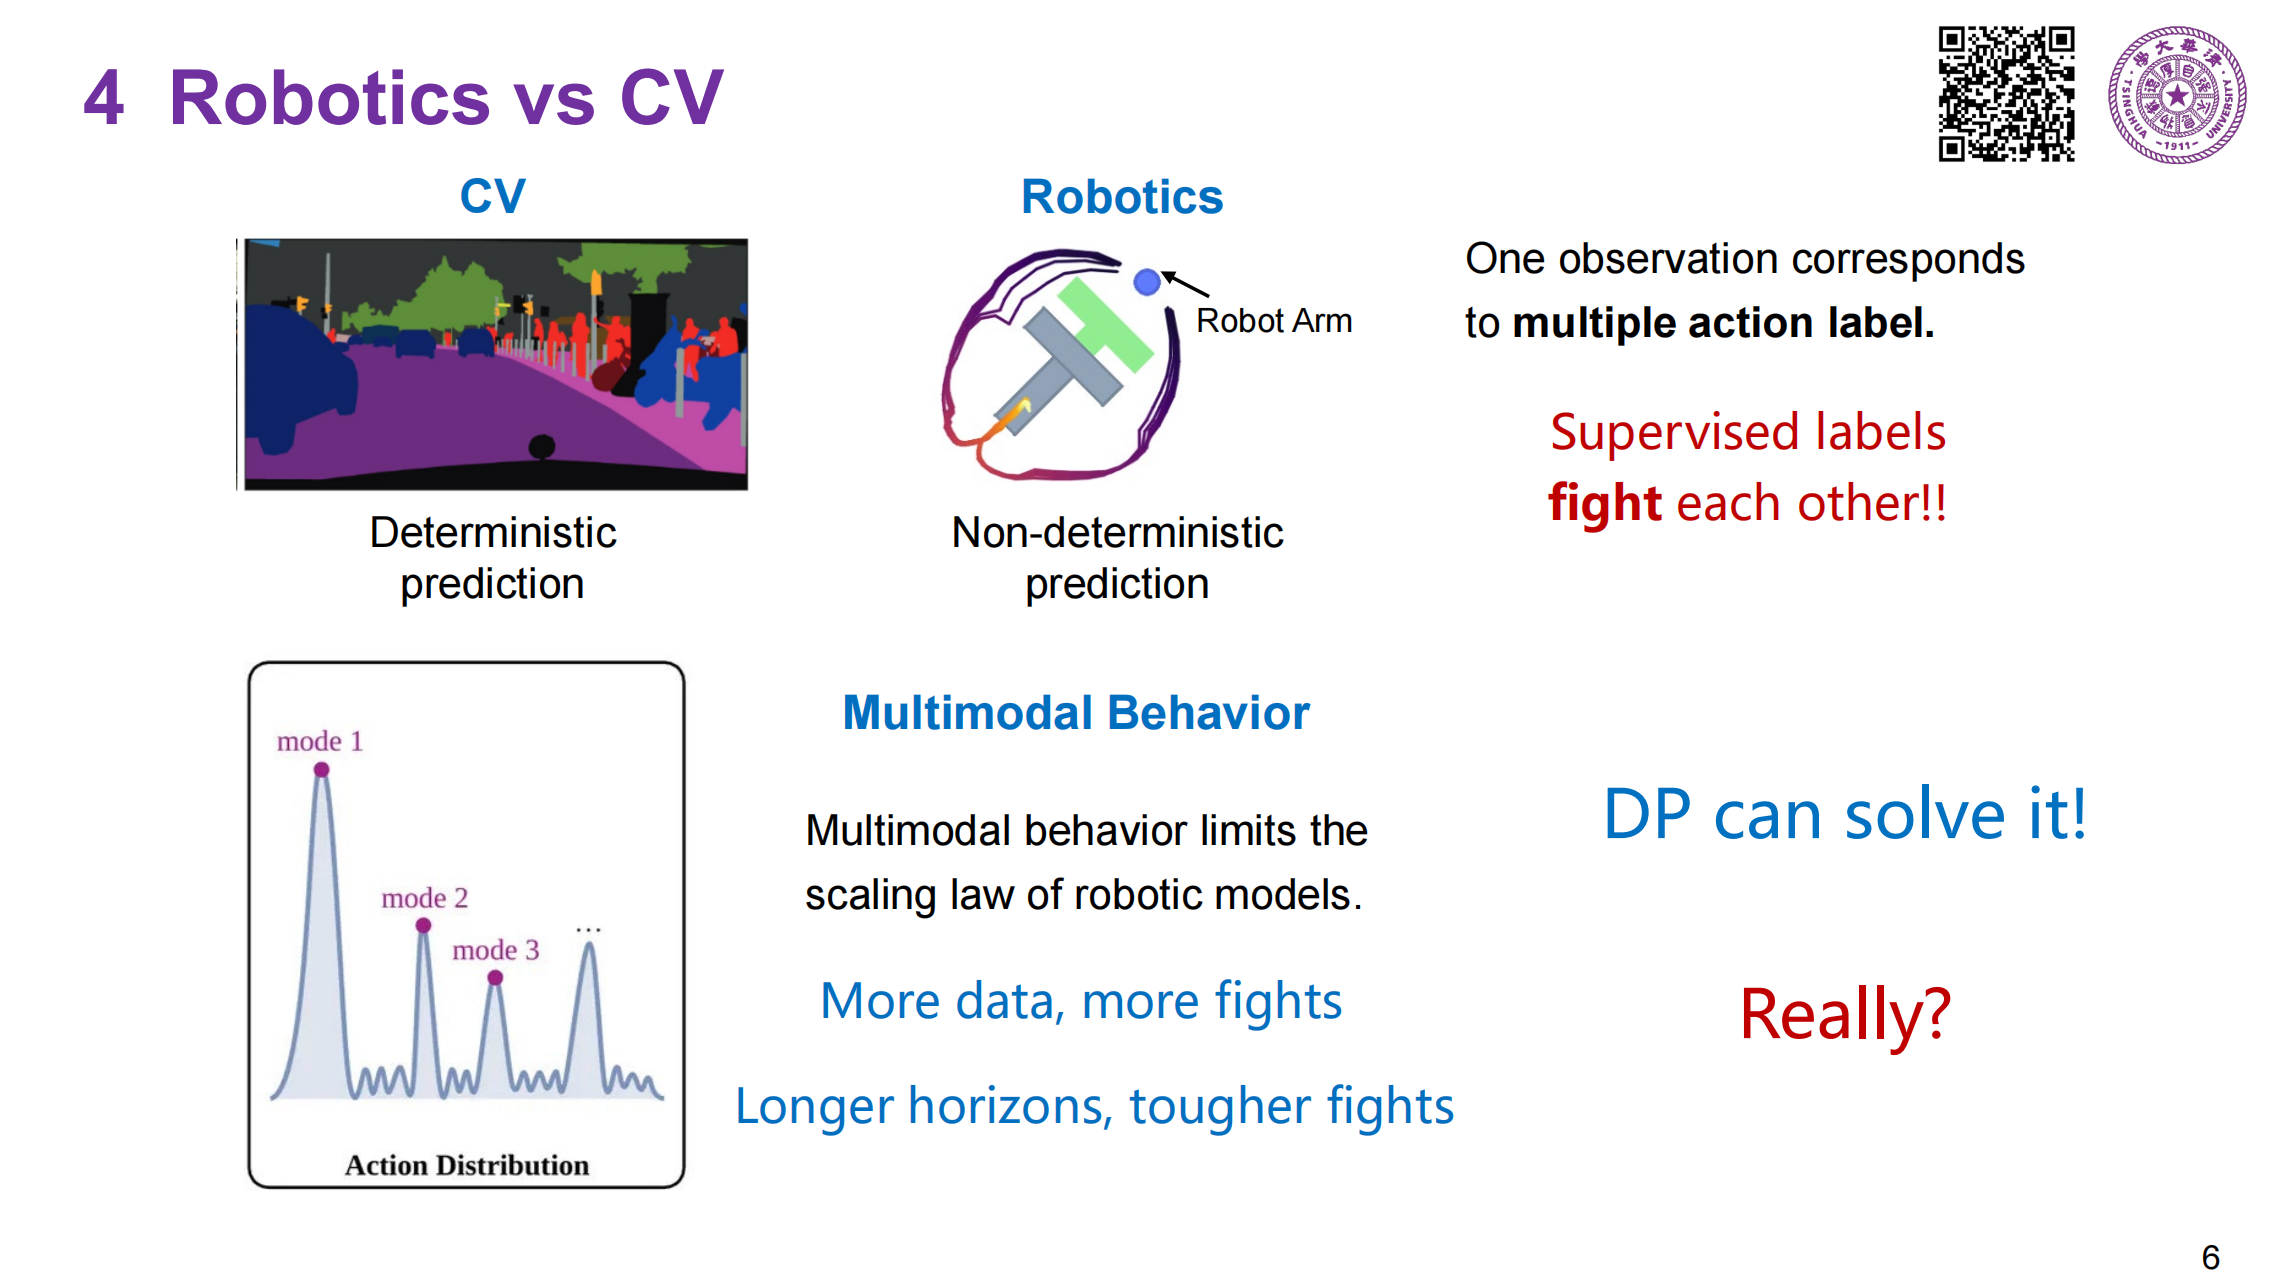 4 Robotics vs CV
TSINGHUA UNIVERSITY
-1911-
CV
Robotics
Robot Arm
One observation corresponds
to multiple action label.
Supervised labels
fight each other!!
Deterministic
prediction
Non-deterministic
prediction
mode 1
mode 2
mode 3
...
Action Distribution
Multimodal Behavior
Multimodal behavior limits the
scaling law of robotic models.
More data, more fights
Longer horizons, tougher fights
DP can solve it!
Really?
6